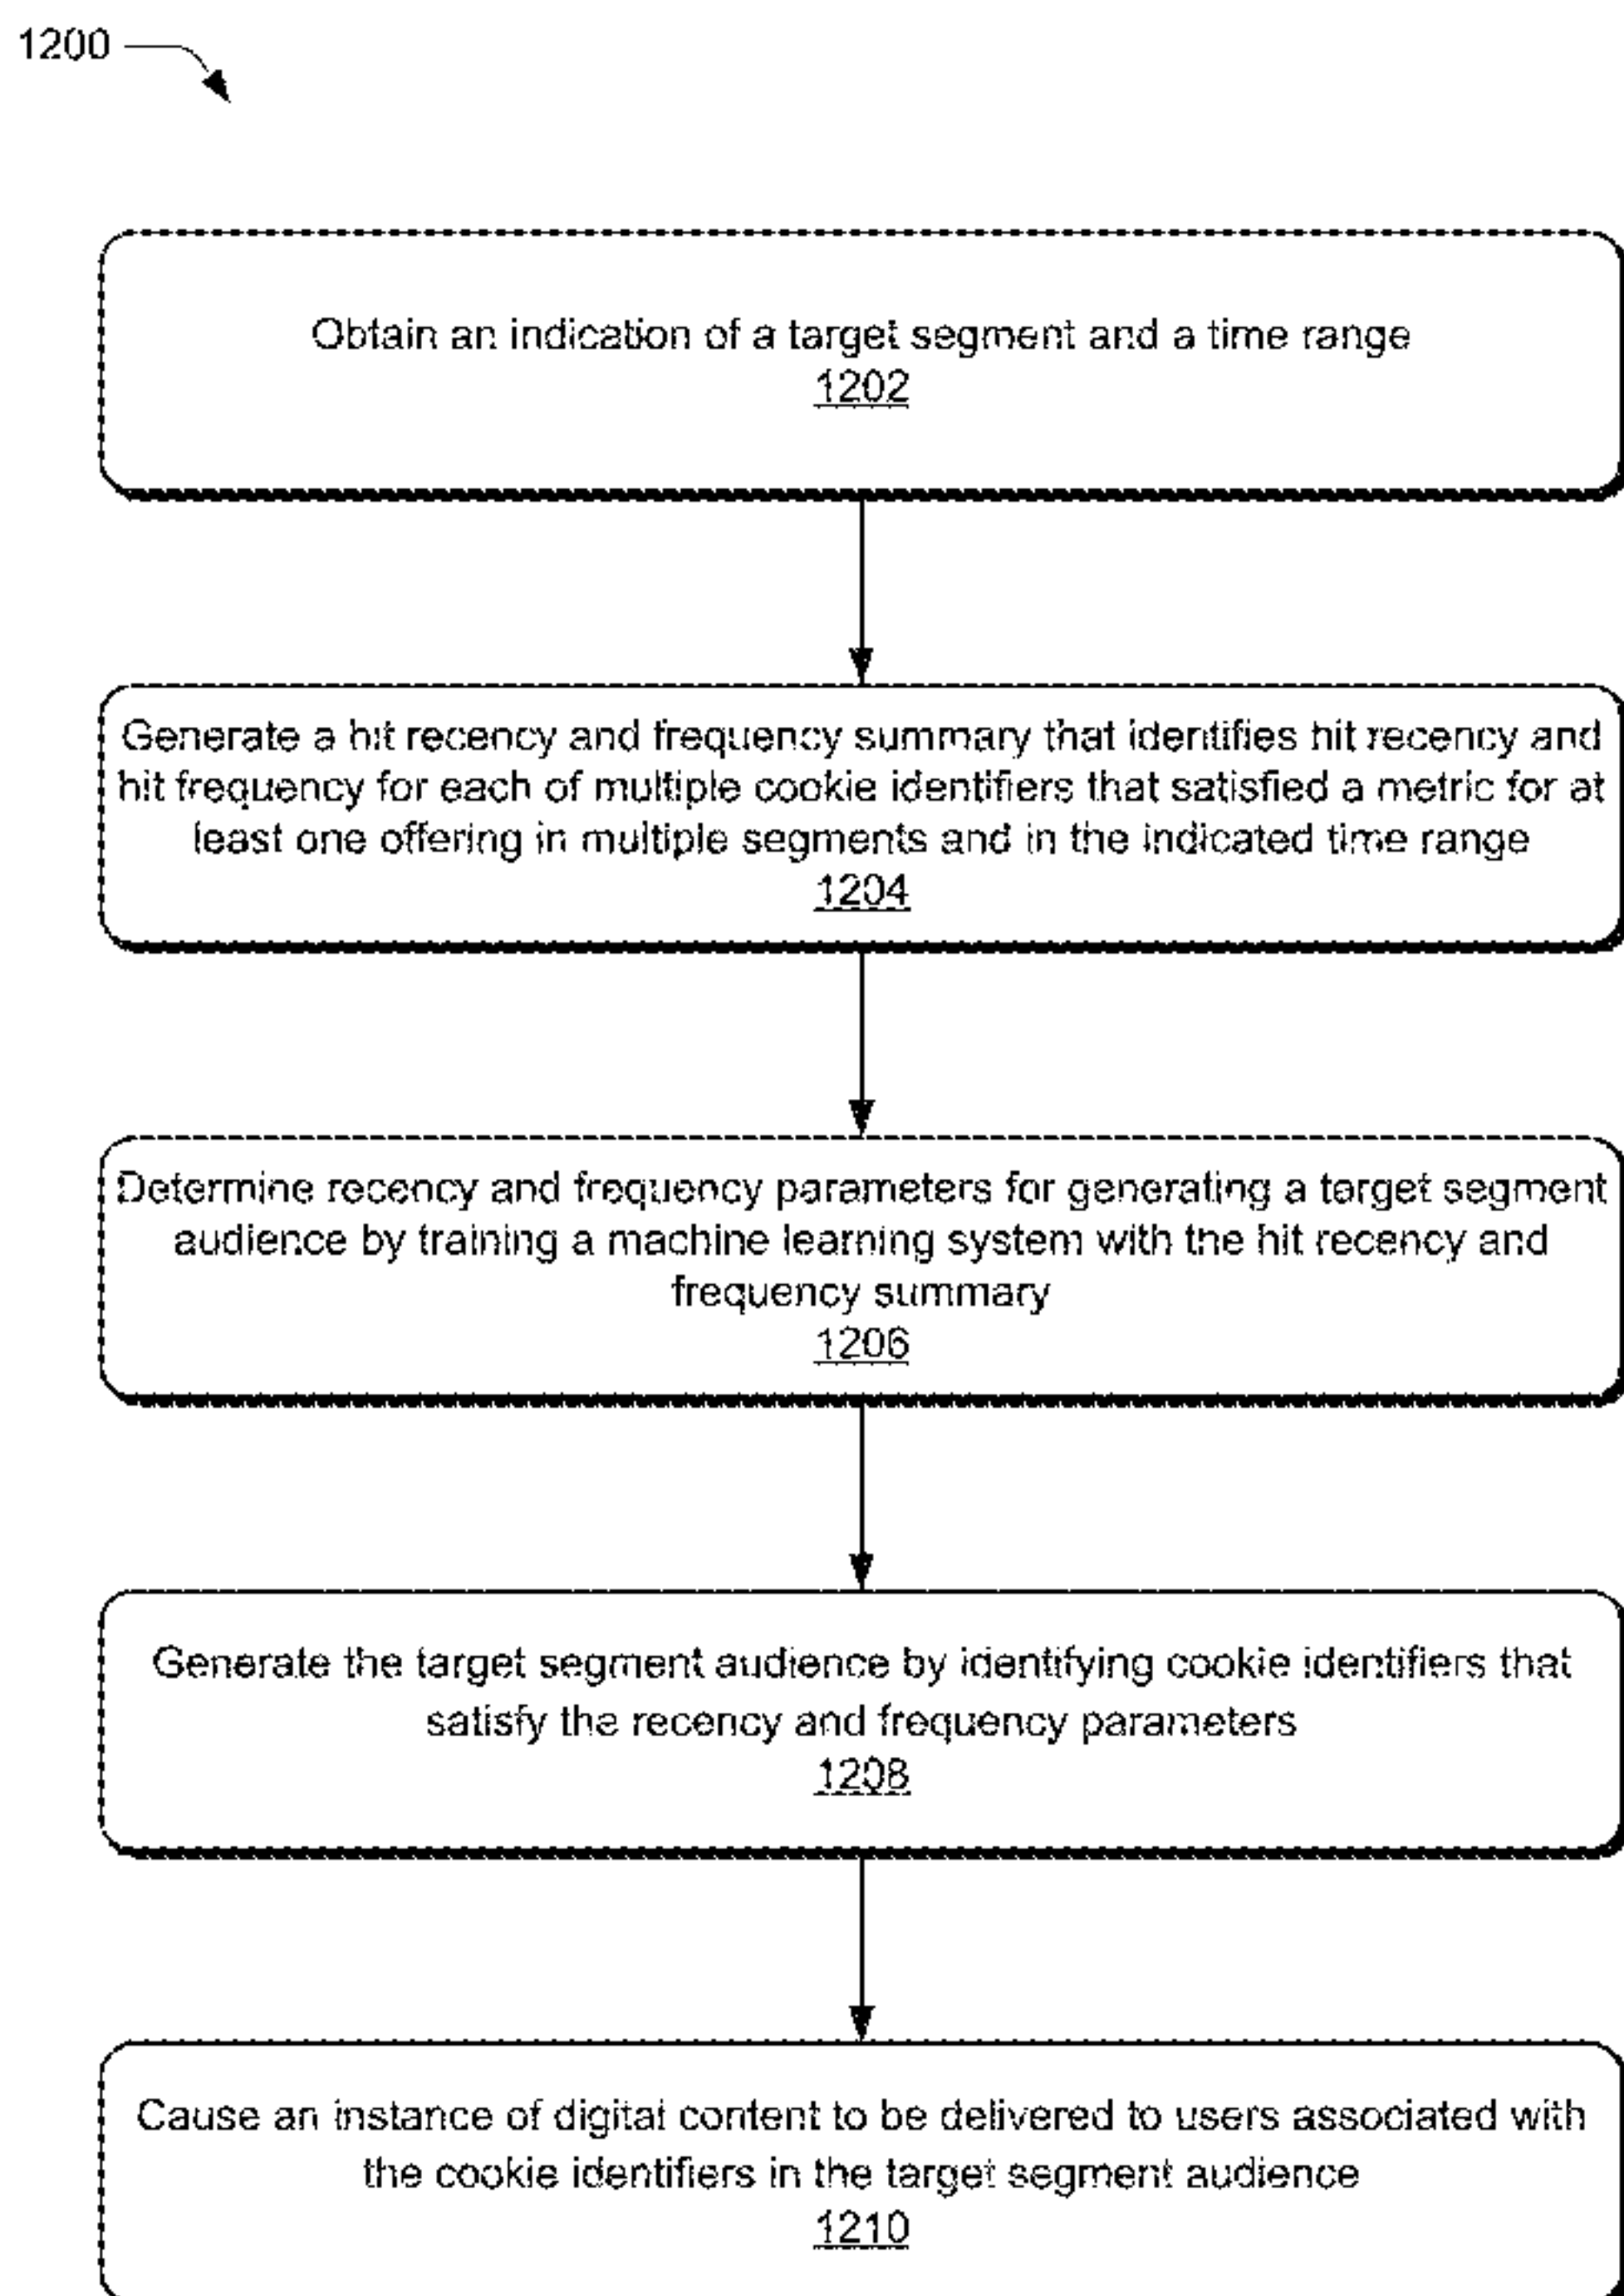 1200
Obtain an indication of a target segment and a time range
1202
Generate a hit recency and frequency summary that identifies hit recency and
hit frequency for each of multiple cookie identifiers that satisfied a metric for at
least one offering in multiple segments and in the indicated time range
1204
Determine recency and frequency parameters for generating a target segment
audience by training a machine learning system with the hit recency and
frequency summary
1206
Generate the target segment audience by identifying cookie identifiers that
satisfy the recency and frequency parameters
1208
Cause an instance of digital content to be delivered to users associated with
the cookie identifiers in the target segment audience
1210